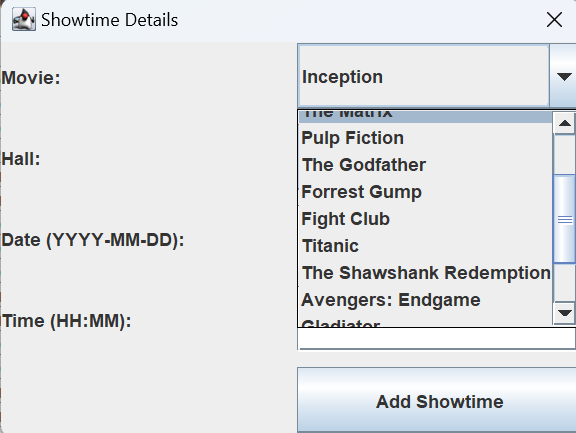 Showtime Details
Movie:
Inception
The Matrix
Pulp Fiction
Hall:
The Godfather
Forrest Gump
Fight Club
Date (YYYY-MM-DD):
Titanic
The Shawshank Redemption
Avengers: Endgame
Time (HH:MM):
Gladiator
Add Showtime